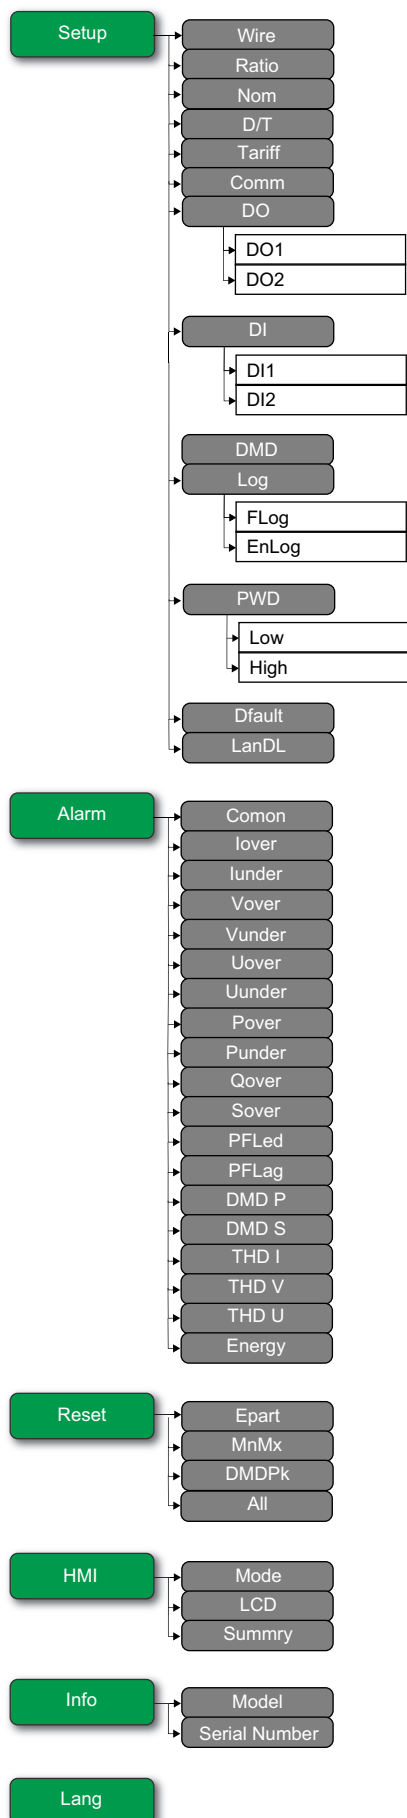 Setup
Wire
Ratio
Nom
D/T
Tariff
Comm
DO
DO1
DO2
DI
DI1
DI2
DMD
Log
FLog
EnLog
PWD
Low
High
Dfault
LanDL
Alarm
Comon
Iover
Iunder
Vover
Vunder
Uover
Uunder
Pover
Punder
Qover
Sover
PFLed
PFLag
DMD P
DMD S
THD I
THD V
THD U
Energy
Reset
Epart
MnMx
DMDPk
All
HMI
Mode
LCD
Summry
Info
Model
Serial Number
Lang